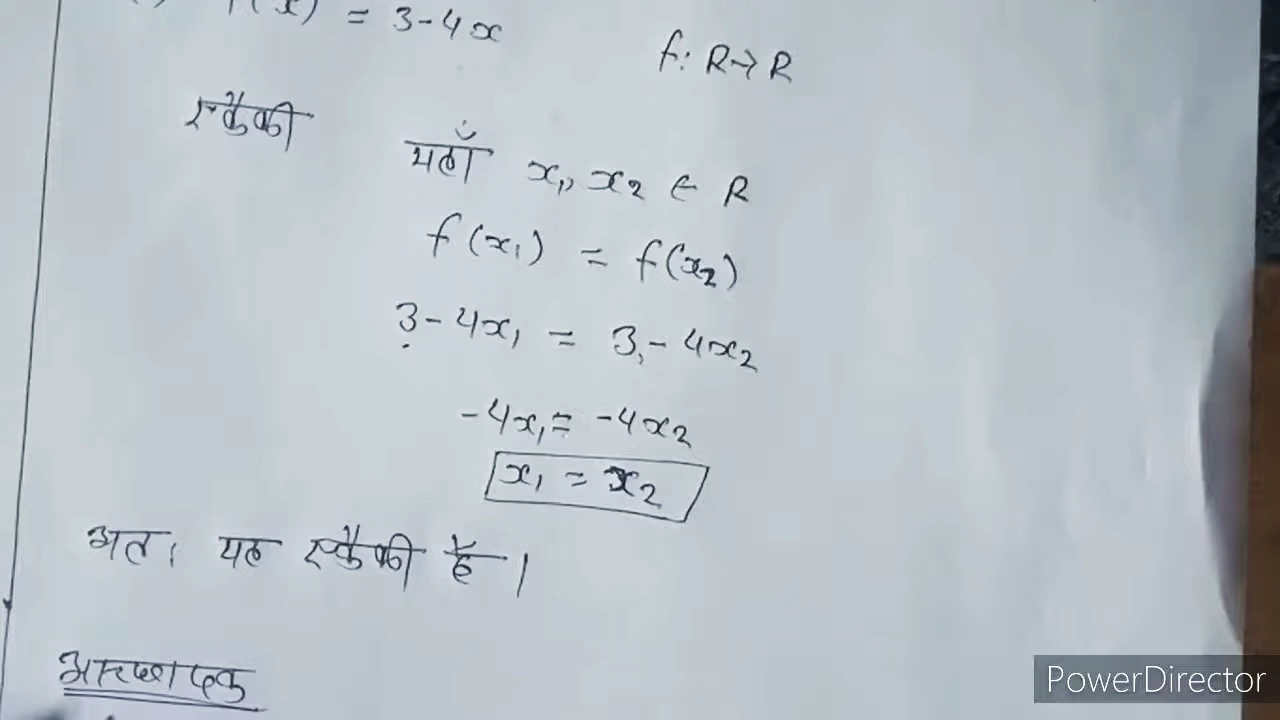 f(x) = 3-4x
f: R→R
एकैकी
यहाँ x₁, x₂ ∈ R
f(x₁) = f(x₂)
3-4x₁ = 3-4x₂
-4x₁ = -4x₂
x₁ = x₂
अतः यह एकैकी है।
आच्छादक
PowerDirector